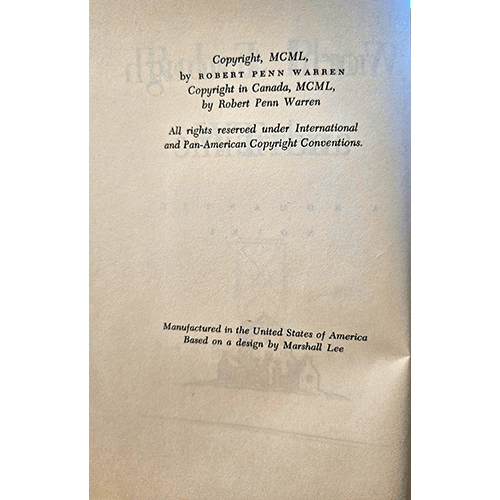 Copyright, MCML,
by ROBERT PENN WARREN
Copyright in Canada, MCML,
by Robert Penn Warren
All rights reserved under International
and Pan-American Copyright Conventions.
Manufactured in the United States of America
Based on a design by Marshall Lee